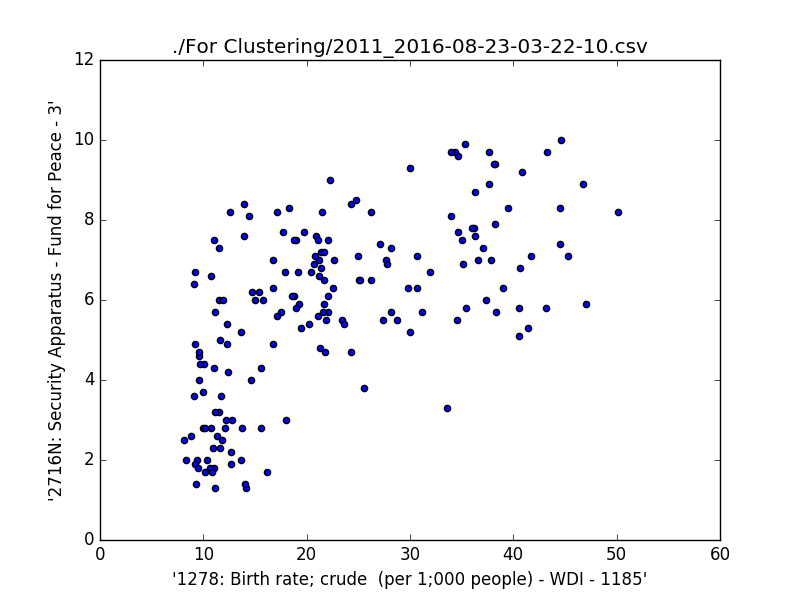 ./For Clustering/2011_2016-08-23-03-22-10.csv
12
10
8
6
4
2
0
'2716N: Security Apparatus - Fund for Peace - 3'
0 10 20 30 40 50 60
'1278: Birth rate; crude  (per 1;000 people) - WDI - 1185'